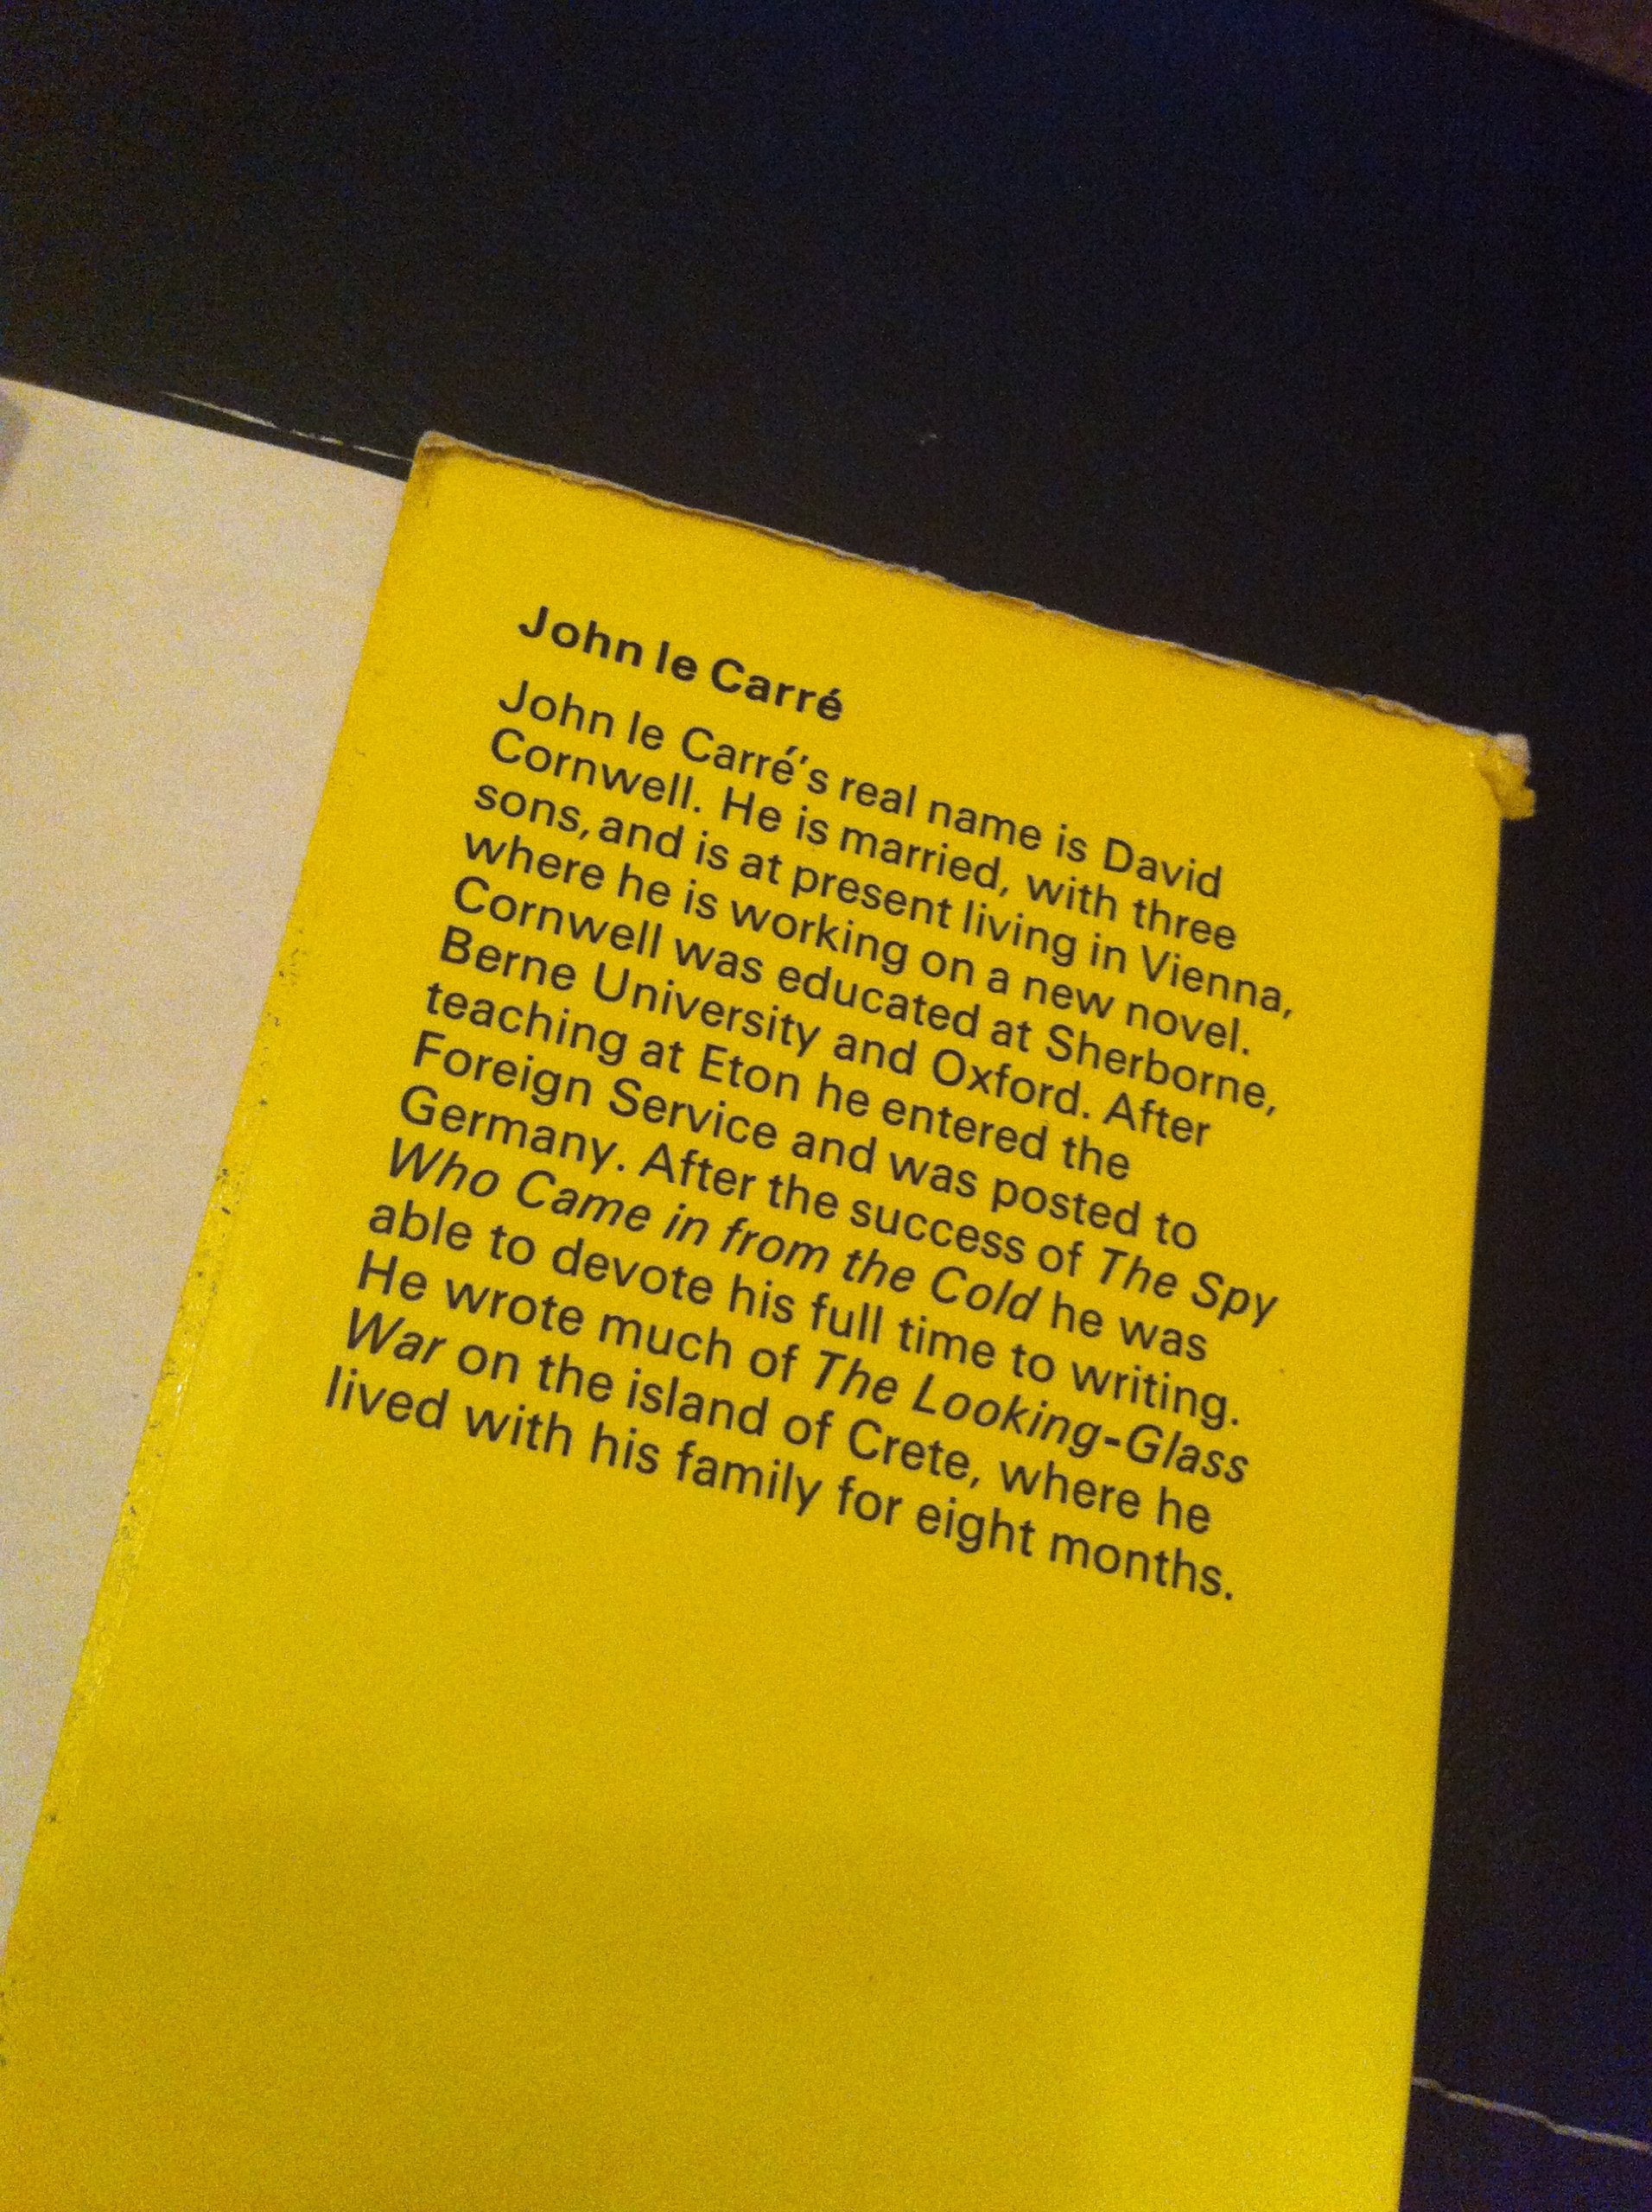 John le Carré
John le Carré's real name is David
Cornwell. He is married, with three
sons, and is at present living in Vienna,
where he is working on a new novel.
Cornwell was educated at Sherborne,
Berne University and Oxford. After
teaching at Eton he entered the
Foreign Service and was posted to
Germany. After the success of The Spy
Who Came in from the Cold he was
able to devote his full time to writing.
He wrote much of The Looking-Glass
War on the island of Crete, where he
lived with his family for eight months.